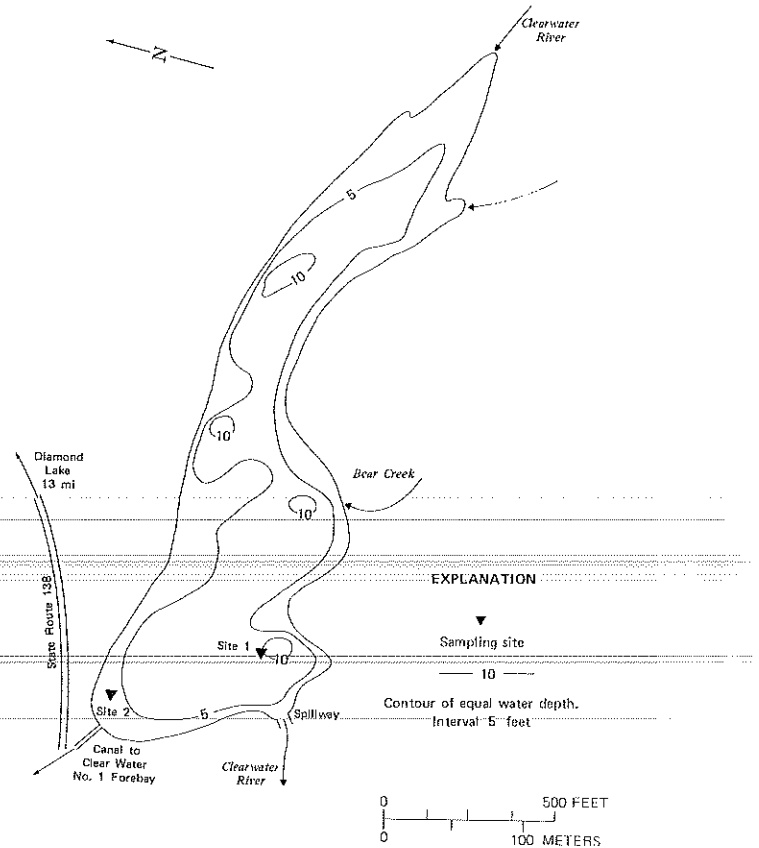 Clearwater
River
N
5
10
10
Diamond
Lake
13 mi
Bear Creek
10
State Route 138
EXPLANATION
Sampling site
Site 1
10
10
Contour of equal water depth.
Interval 5 feet
Site 2
5
Spillway
Canal to
Clear Water
No. 1 Forebay
Clearwater
River
0 500 FEET
0 100 METERS